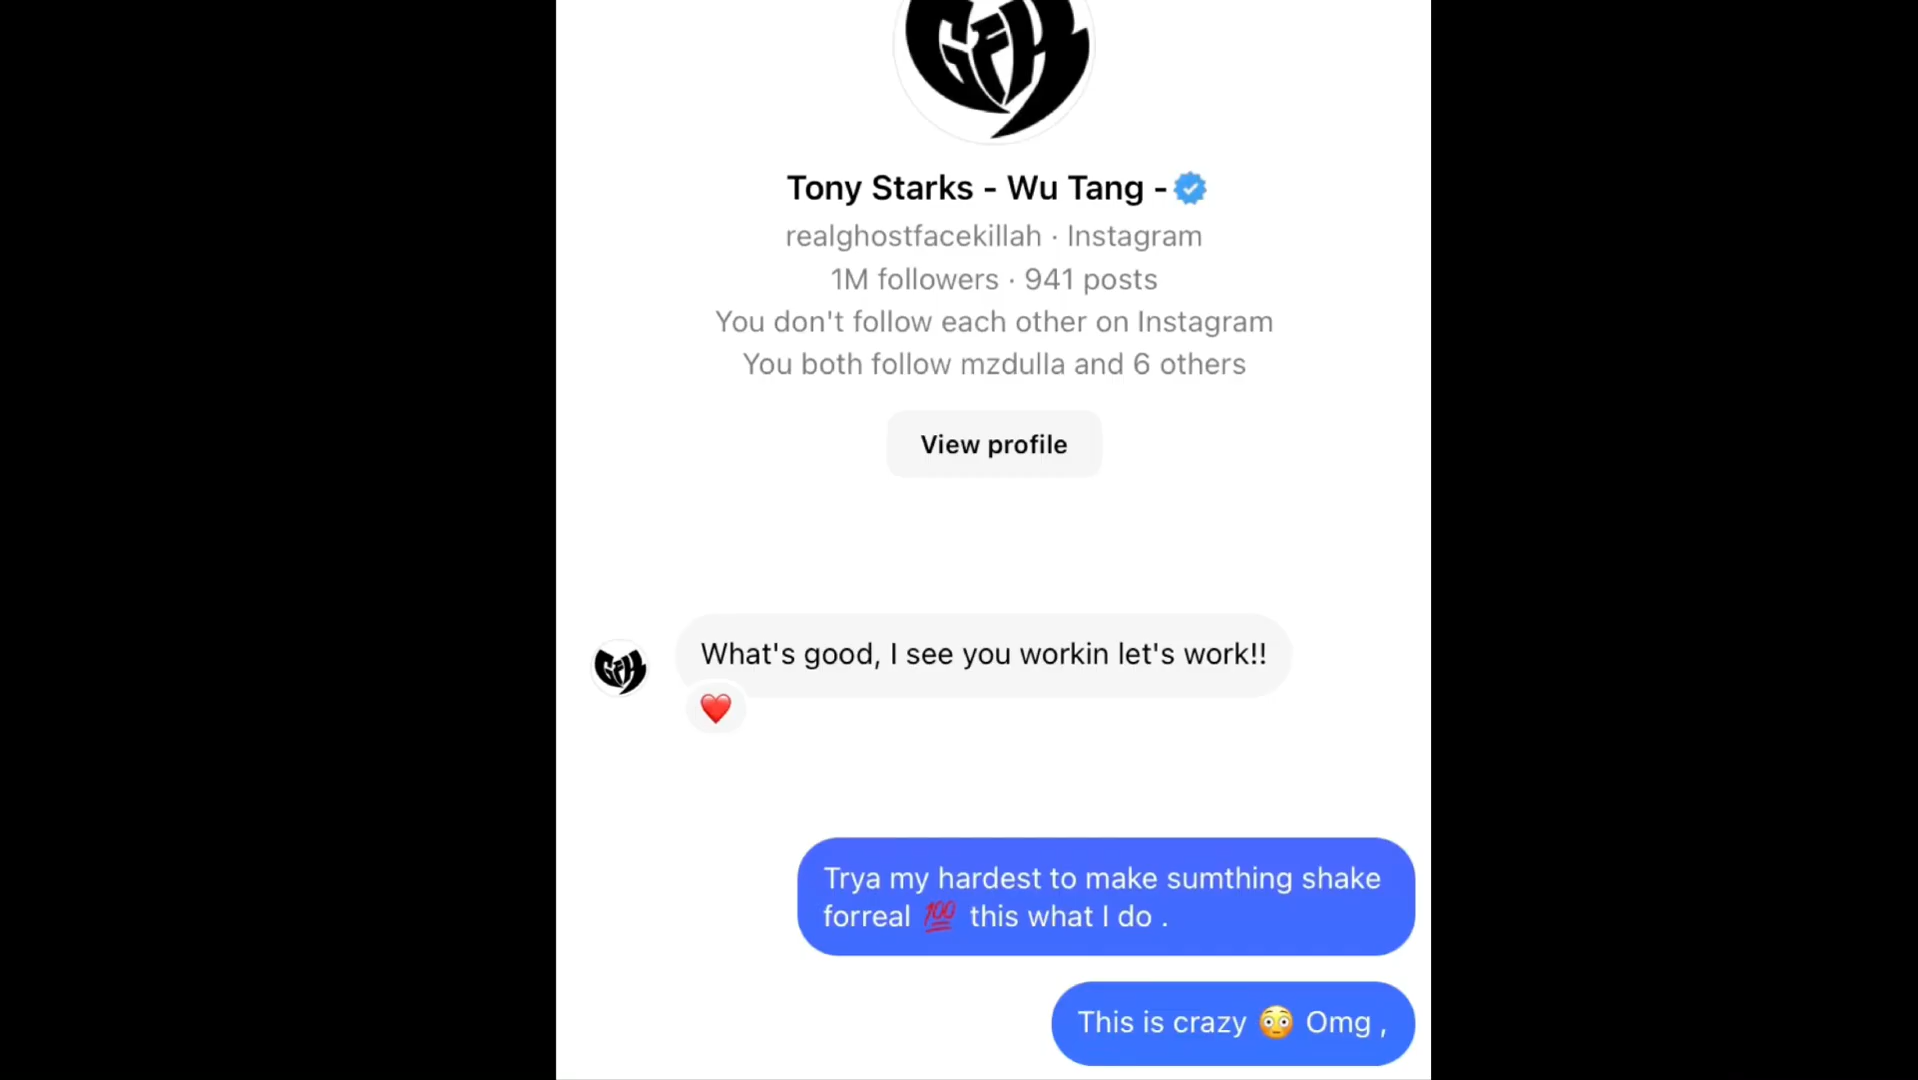 GFK
Tony Starks - Wu Tang -
realghostfacekillah · Instagram
1M followers · 941 posts
You don't follow each other on Instagram
You both follow mzdulla and 6 others
View profile
What's good, I see you workin let's work!!
GFK
❤️
Trya my hardest to make sumthing shake
forreal 💯 this what I do .
This is crazy 😳 Omg ,